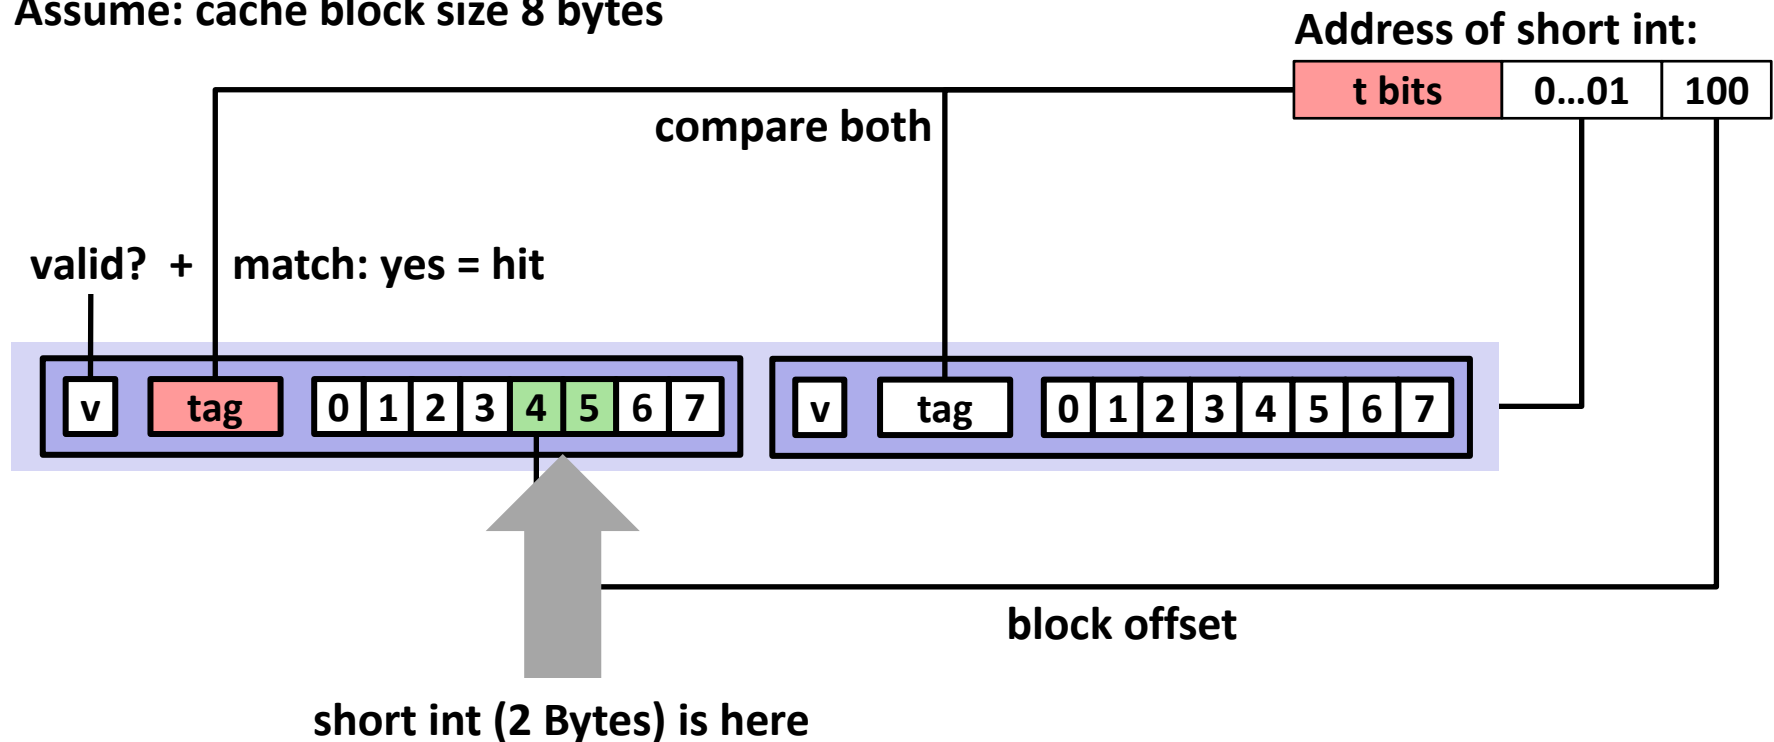 Assume: cache block size 8 bytes
Address of short int:
t bits 0...01 100
compare both
valid? + match: yes = hit
v tag 0 1 2 3 4 5 6 7 v tag 0 1 2 3 4 5 6 7
block offset
short int (2 Bytes) is here